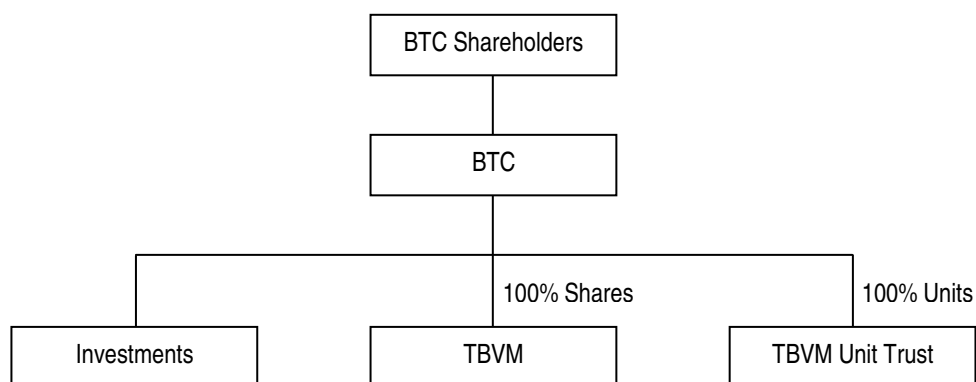 BTC Shareholders
BTC
100% Shares
100% Units
Investments
TBVM
TBVM Unit Trust